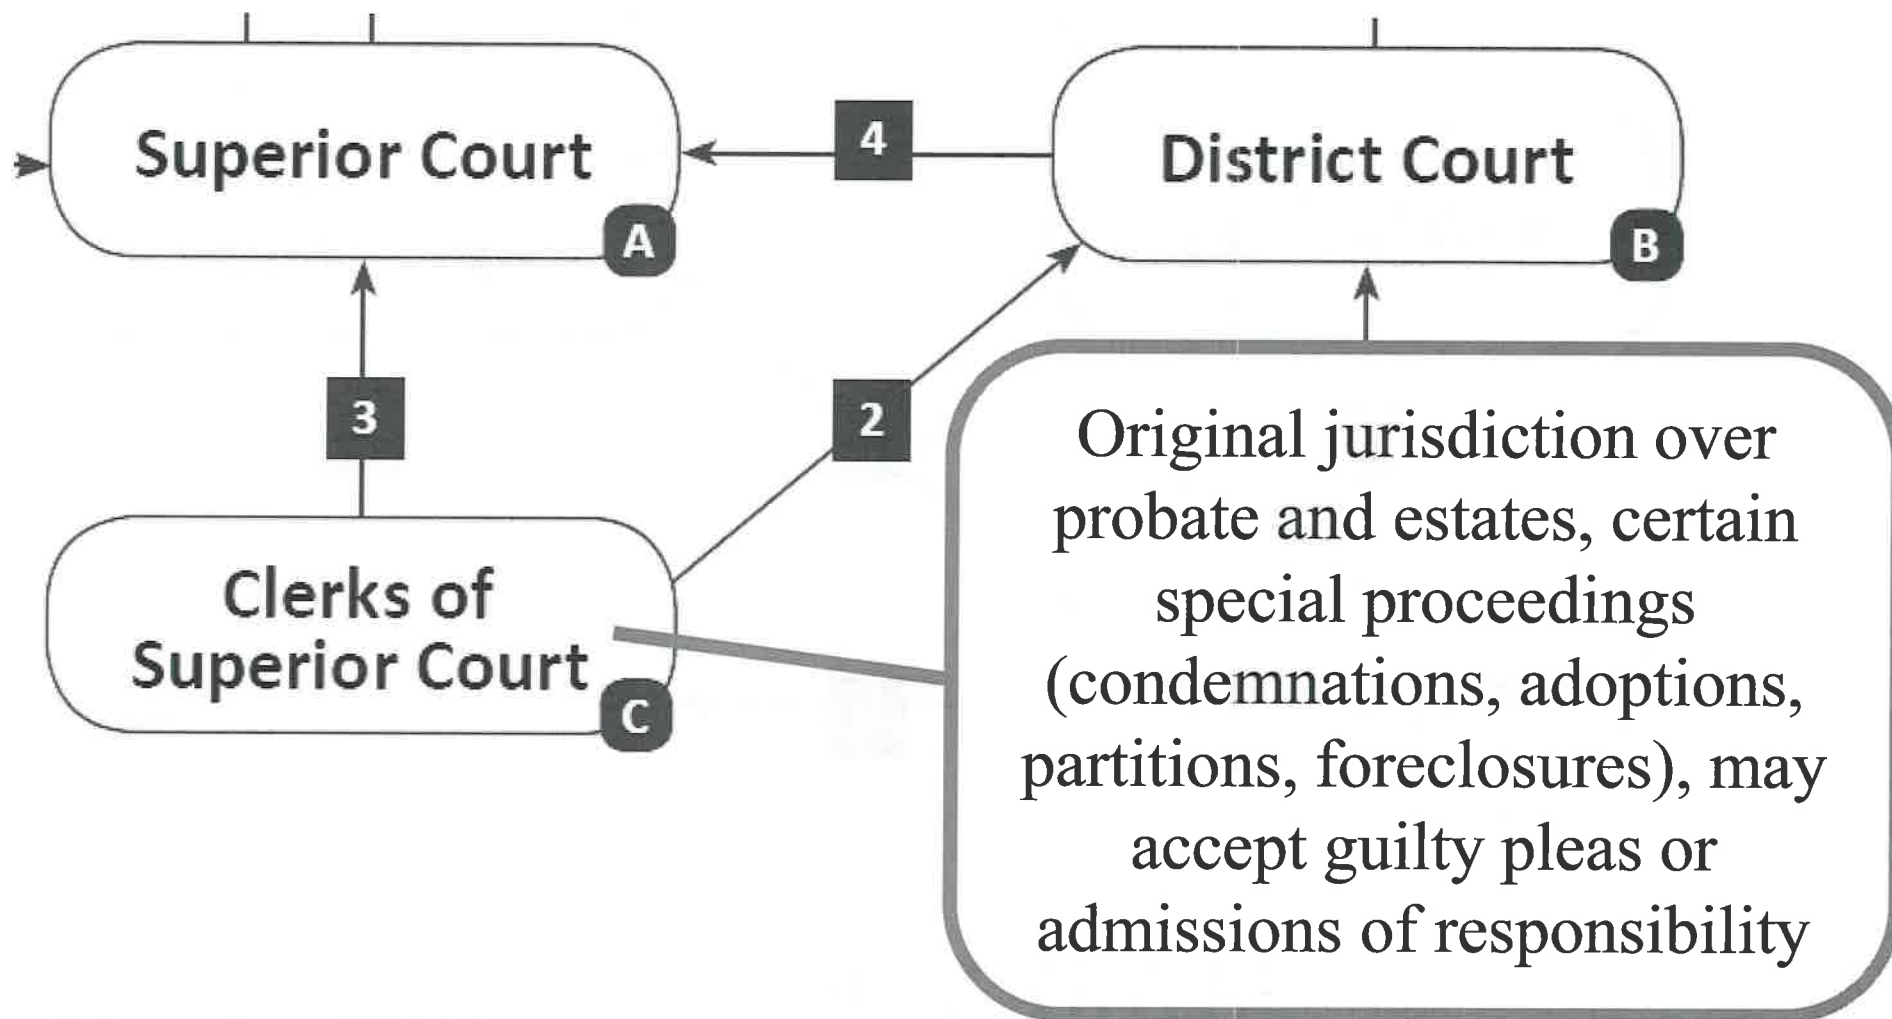 Superior Court
A
4
District Court
B
3
2
Clerks of
Superior Court
C
Original jurisdiction over
probate and estates, certain
special proceedings
(condemnations, adoptions,
partitions, foreclosures), may
accept guilty pleas or
admissions of responsibility